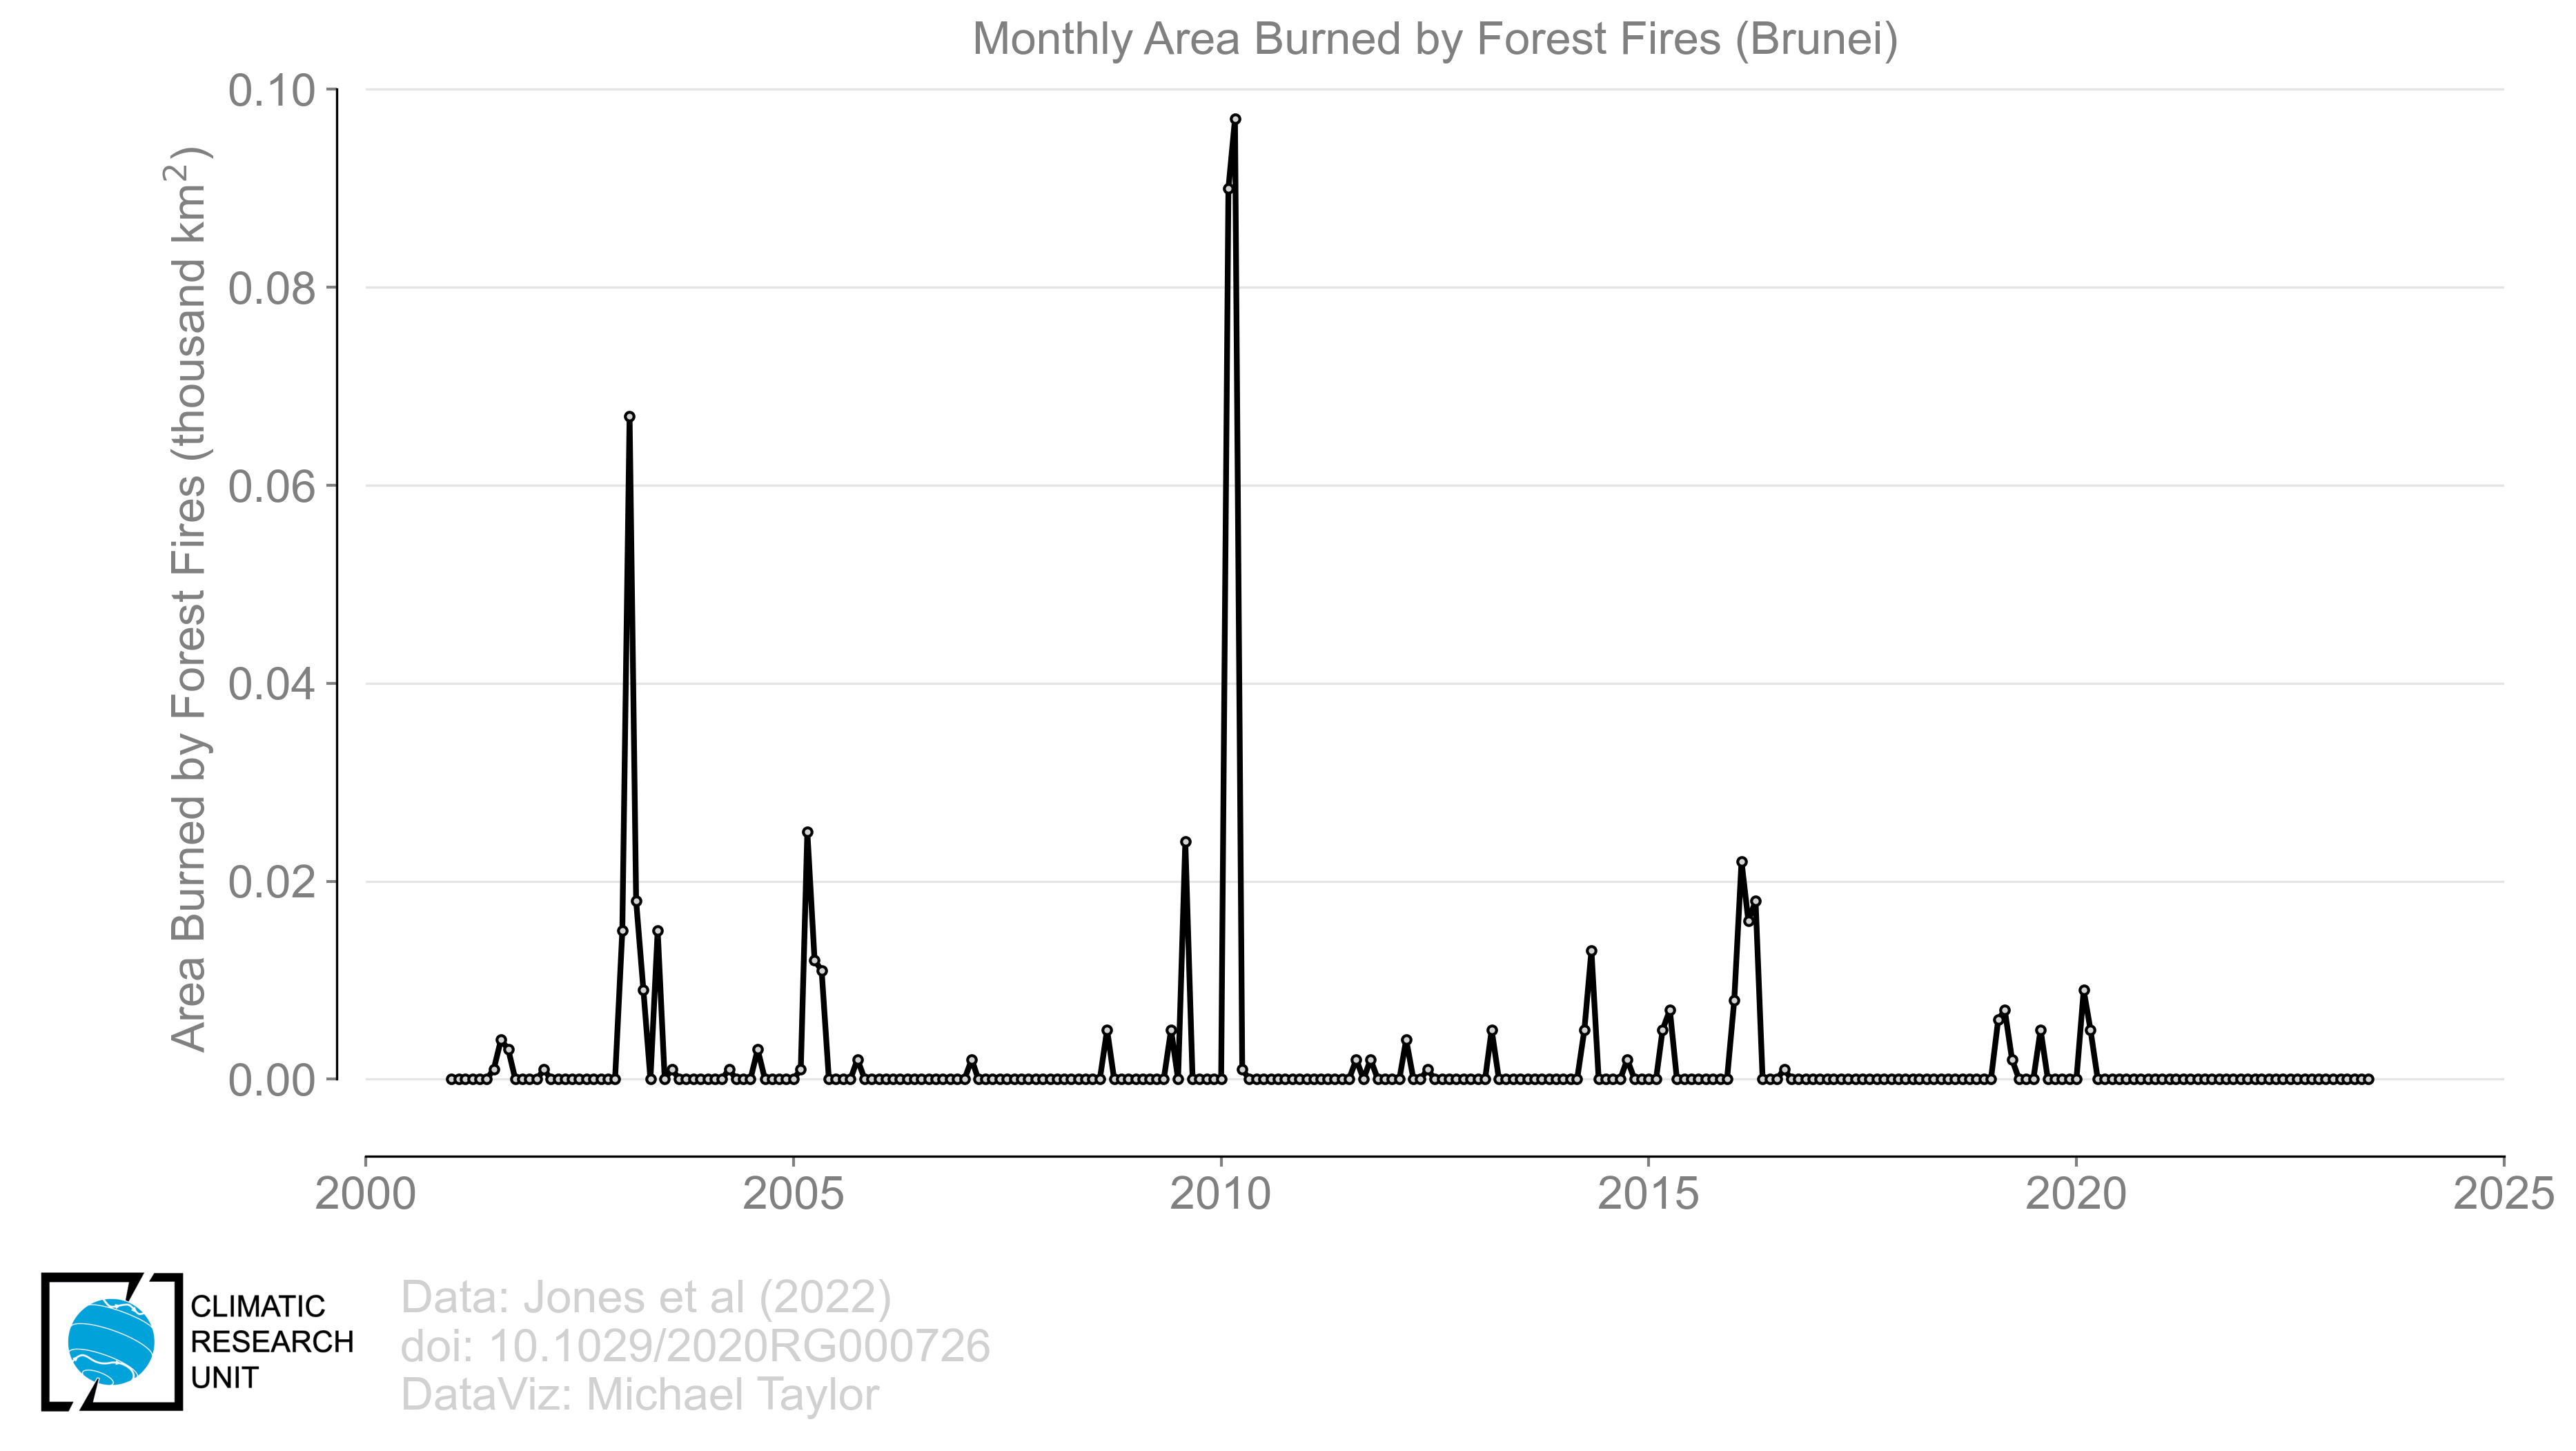 Monthly Area Burned by Forest Fires (Brunei)
Area Burned by Forest Fires (thousand km²)
0.10
0.08
0.06
0.04
0.02
0.00
2000 2005 2010 2015 2020 2025
CLIMATIC
RESEARCH
UNIT
Data: Jones et al (2022)
doi: 10.1029/2020RG000726
DataViz: Michael Taylor